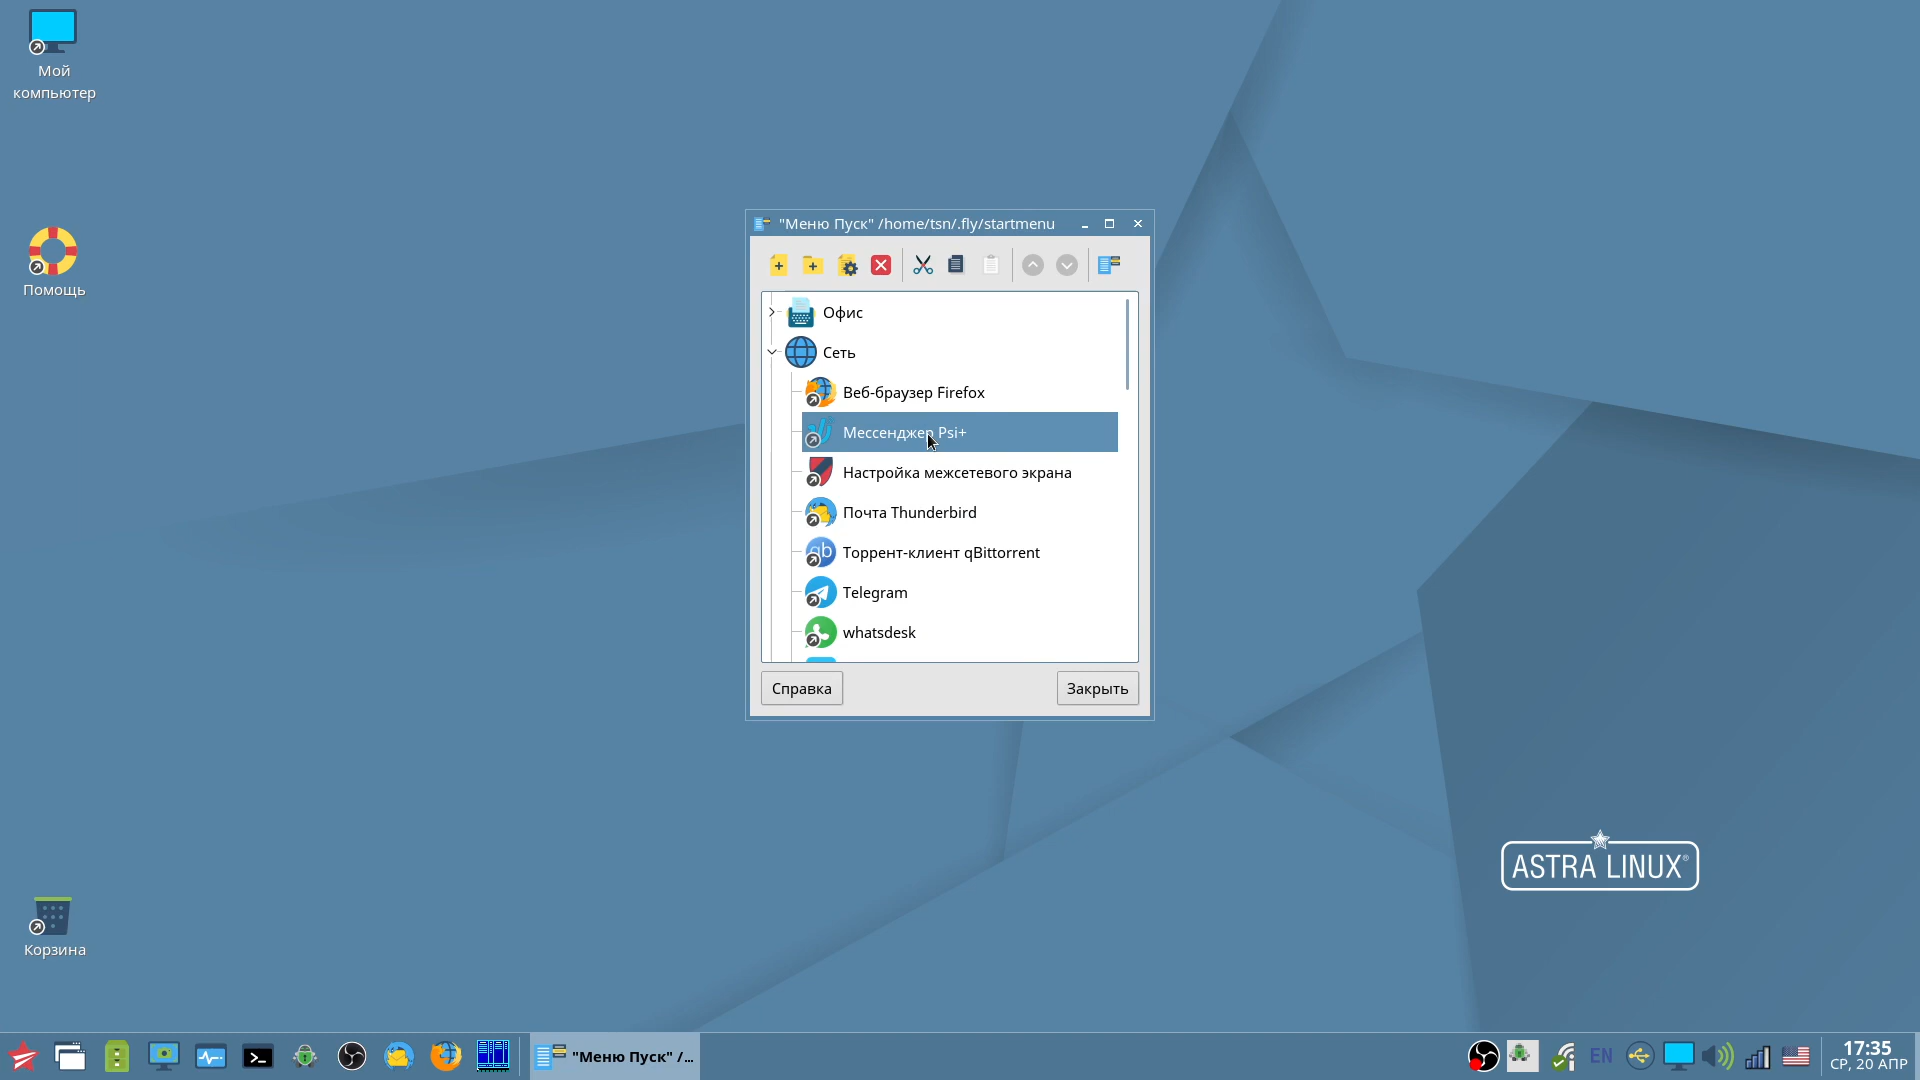 Мой
компьютер
Помощь
Корзина
"Меню Пуск" /home/tsn/.fly/startmenu
Офис
Сеть
Веб-браузер Firefox
Мессенджер Psi+
Настройка межсетевого экрана
Почта Thunderbird
Торрент-клиент qBittorrent
Telegram
whatsdesk
Справка
Закрыть
ASTRA LINUX®
"Меню Пуск" /...
EN
17:35
СР, 20 АПР